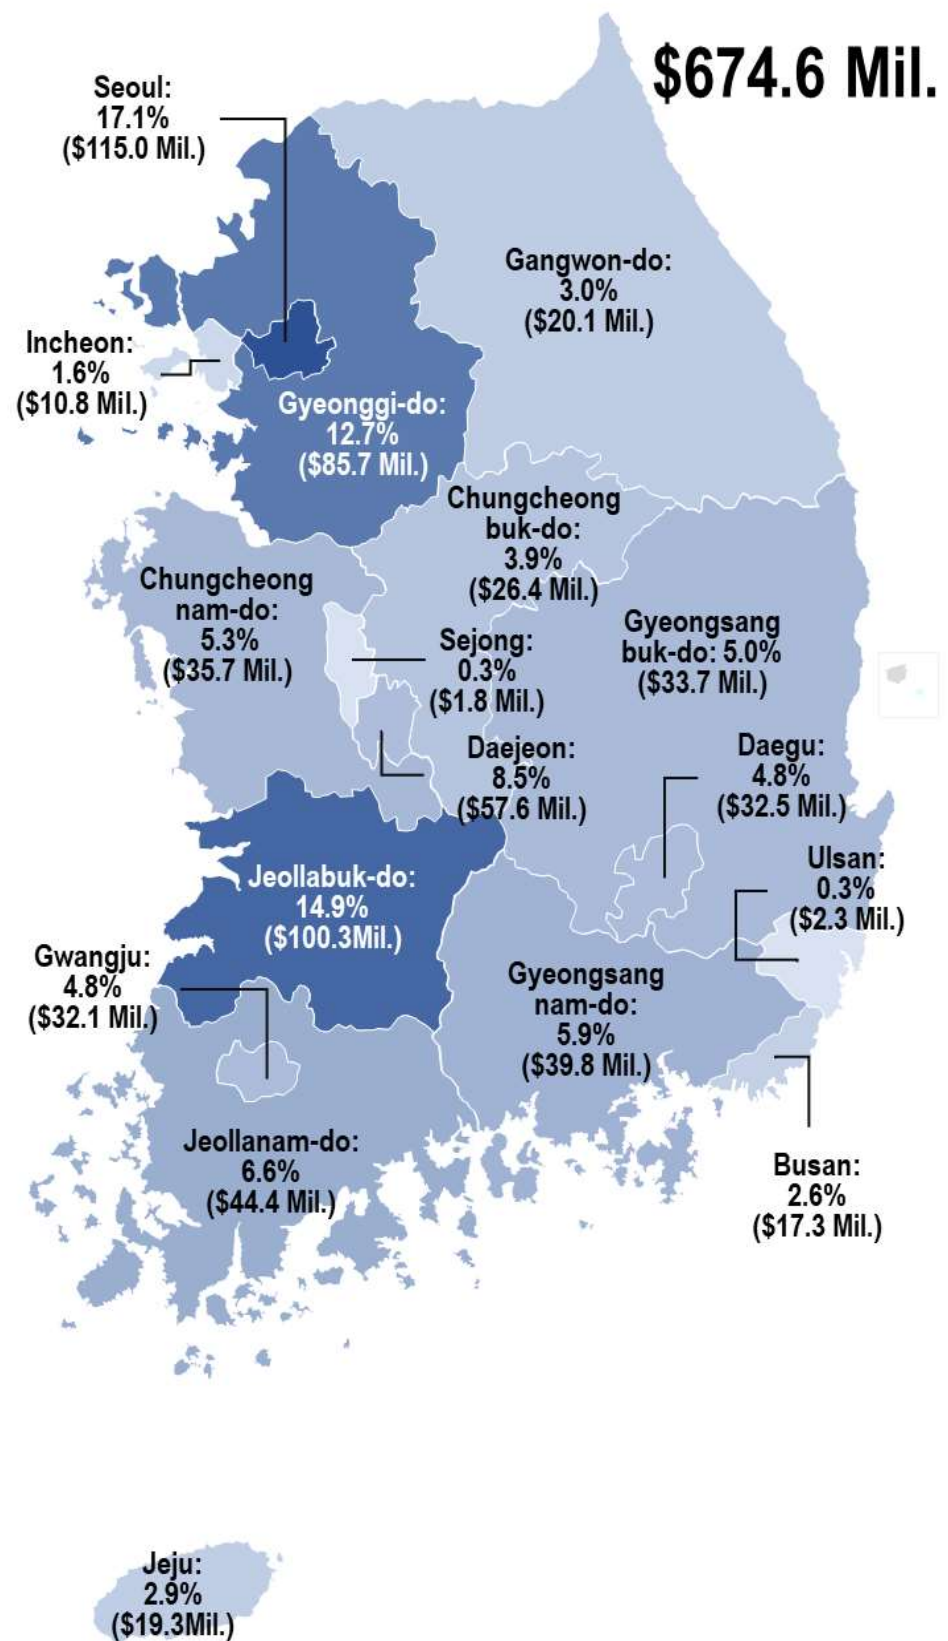 $674.6 Mil.
Seoul:
17.1%
($115.0 Mil.)
Gangwon-do:
3.0%
($20.1 Mil.)
Incheon:
1.6%
($10.8 Mil.)
Gyeonggi-do:
12.7%
($85.7 Mil.)
Chungcheong
buk-do:
3.9%
($26.4 Mil.)
Chungcheong
nam-do:
5.3%
($35.7 Mil.)
Sejong:
0.3%
($1.8 Mil.)
Gyeongsang
buk-do: 5.0%
($33.7 Mil.)
Daejeon:
8.5%
($57.6 Mil.)
Daegu:
4.8%
($32.5 Mil.)
Ulsan:
0.3%
($2.3 Mil.)
Jeollabuk-do:
14.9%
($100.3Mil.)
Gwangju:
4.8%
($32.1 Mil.)
Gyeongsang
nam-do:
5.9%
($39.8 Mil.)
Jeollanam-do:
6.6%
($44.4 Mil.)
Busan:
2.6%
($17.3 Mil.)
Jeju:
2.9%
($19.3Mil.)